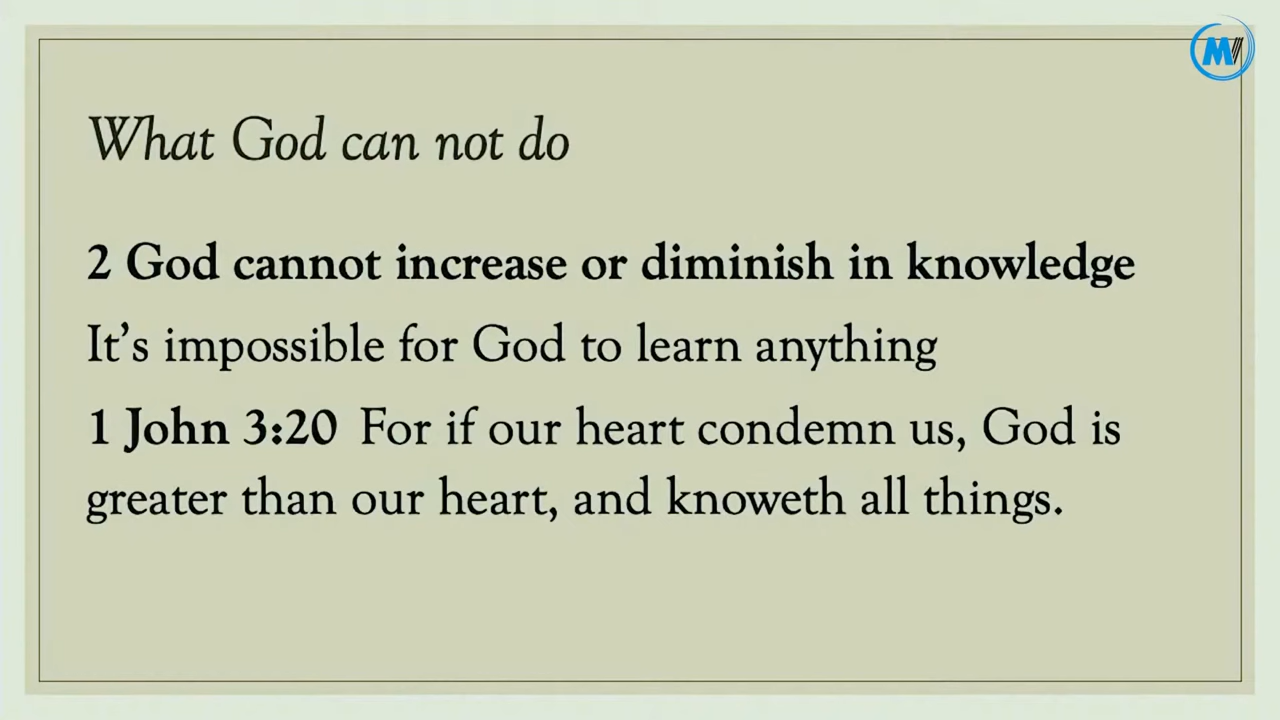 What God can not do
2 God cannot increase or diminish in knowledge
It’s impossible for God to learn anything
1 John 3:20 For if our heart condemn us, God is
greater than our heart, and knoweth all things.
M